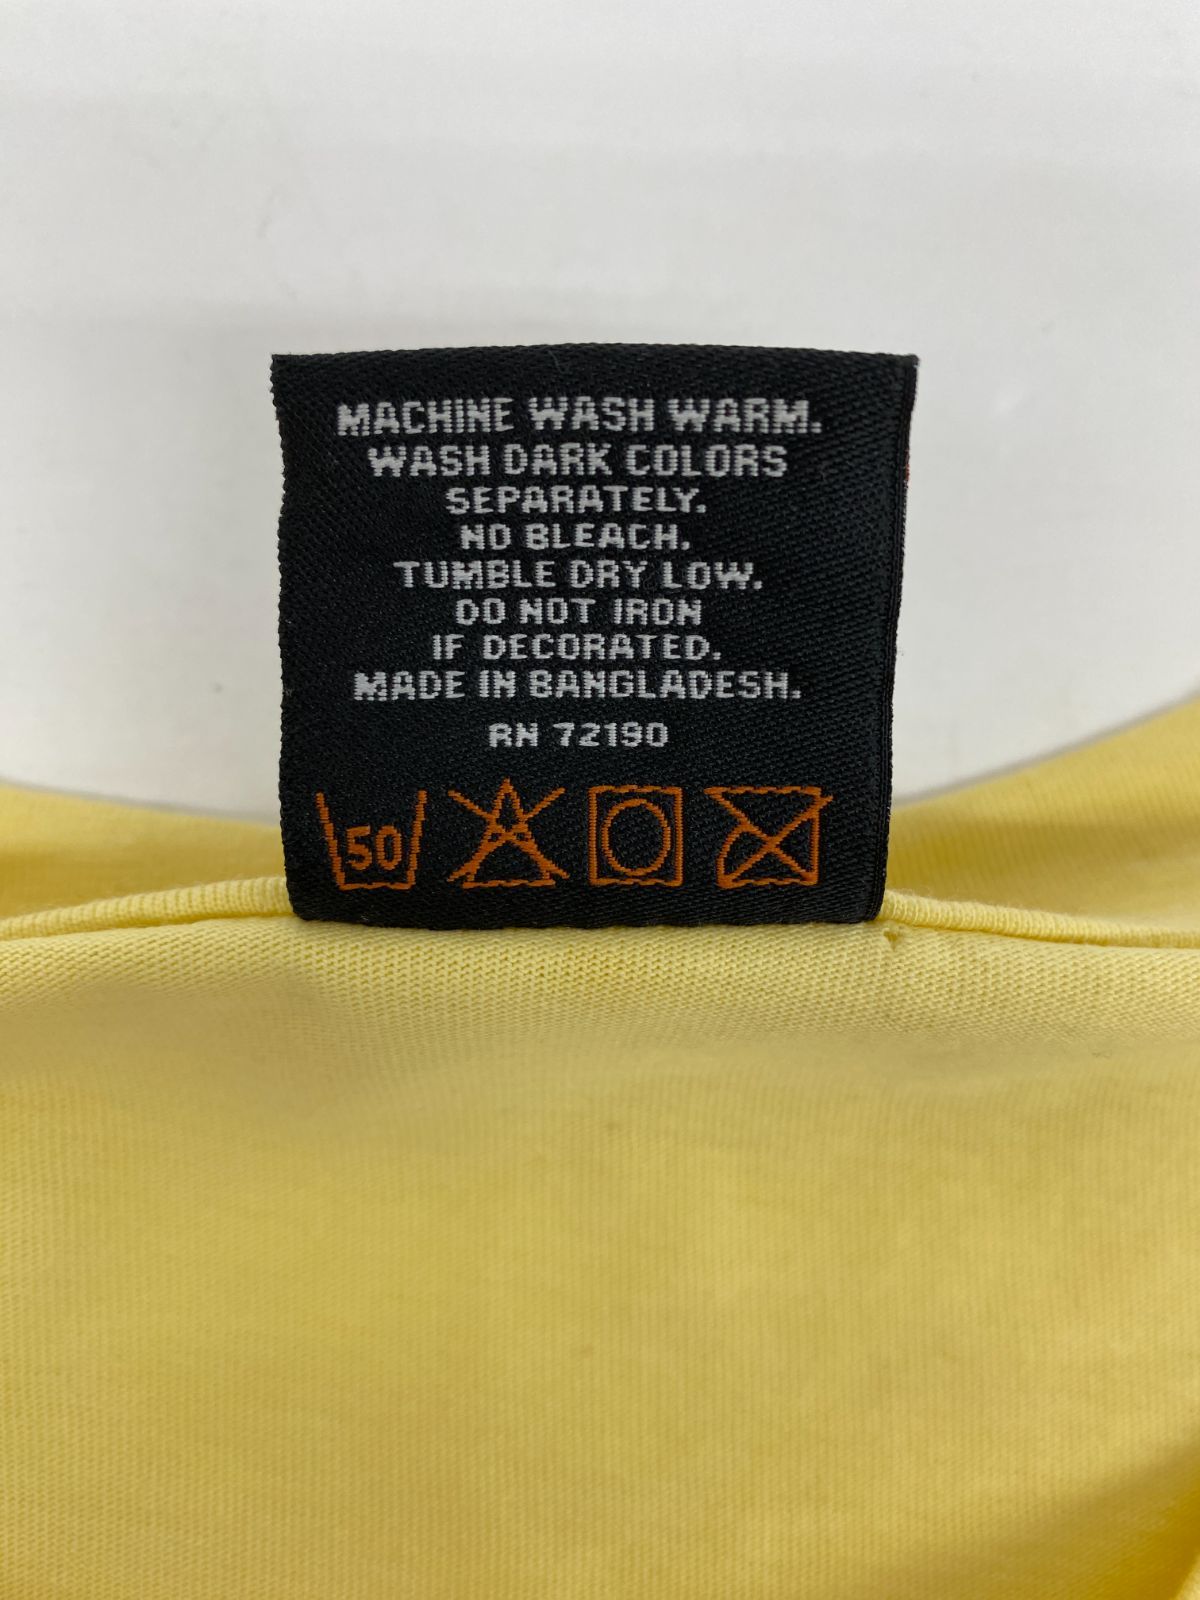 MACHINE WASH WARM.
WASH DARK COLORS
SEPARATELY.
NO BLEACH.
TUMBLE DRY LOW.
DO NOT IRON
IF DECORATED.
MADE IN BANGLADESH.
RN 72190
50